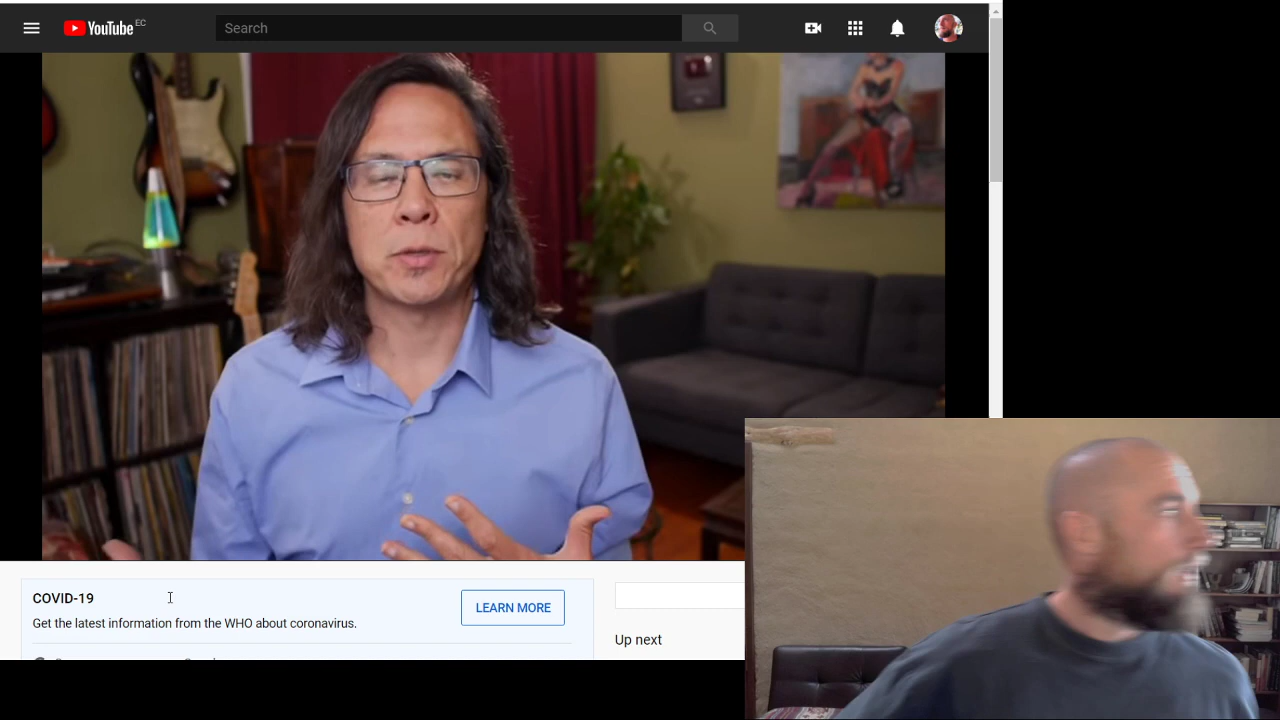 YouTube EC
Search
COVID-19
Get the latest information from the WHO about coronavirus.
LEARN MORE
Up next